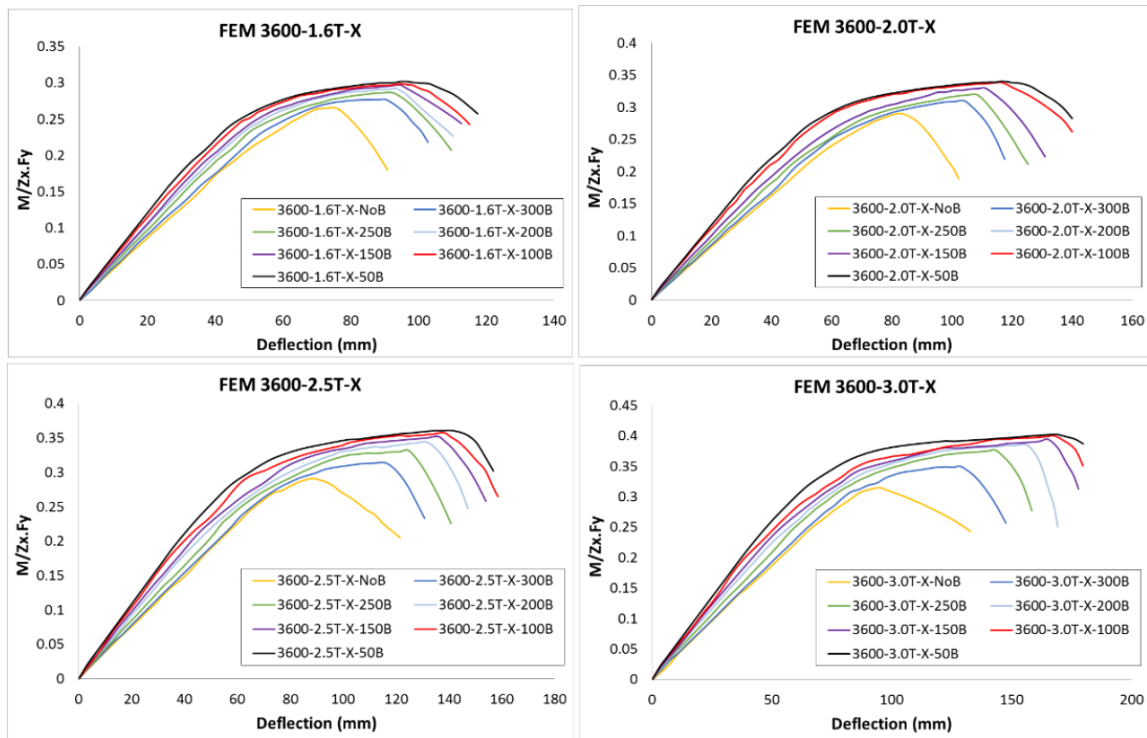 FEM 3600-1.6T-X
0.35
0.3
0.25
0.2
0.15
0.1
0.05
0
M/Zx.Fy
3600-1.6T-X-NoB 3600-1.6T-X-300B
3600-1.6T-X-250B 3600-1.6T-X-200B
3600-1.6T-X-150B 3600-1.6T-X-100B
3600-1.6T-X-50B
0 20 40 60 80 100 120 140
Deflection (mm)
FEM 3600-2.0T-X
0.4
0.35
0.3
0.25
0.2
0.15
0.1
0.05
0
M/Zx.Fy
3600-2.0T-X-NoB 3600-2.0T-X-300B
3600-2.0T-X-250B 3600-2.0T-X-200B
3600-2.0T-X-150B 3600-2.0T-X-100B
3600-2.0T-X-50B
0 20 40 60 80 100 120 140 160
Deflection (mm)
FEM 3600-2.5T-X
0.4
0.35
0.3
0.25
0.2
0.15
0.1
0.05
0
M/Zx.Fy
3600-2.5T-X-NoB 3600-2.5T-X-300B
3600-2.5T-X-250B 3600-2.5T-X-200B
3600-2.5T-X-150B 3600-2.5T-X-100B
3600-2.5T-X-50B
0 20 40 60 80 100 120 140 160 180
Deflection (mm)
FEM 3600-3.0T-X
0.45
0.4
0.35
0.3
0.25
0.2
0.15
0.1
0.05
0
M/Zx.Fy
3600-3.0T-X-NoB 3600-3.0T-X-300B
3600-3.0T-X-250B 3600-3.0T-X-200B
3600-3.0T-X-150B 3600-3.0T-X-100B
3600-3.0T-X-50B
0 50 100 150 200
Deflection (mm)